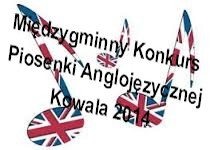 Międzygminny Konkurs
Piosenki Anglojęzycznej
Kowala 2014